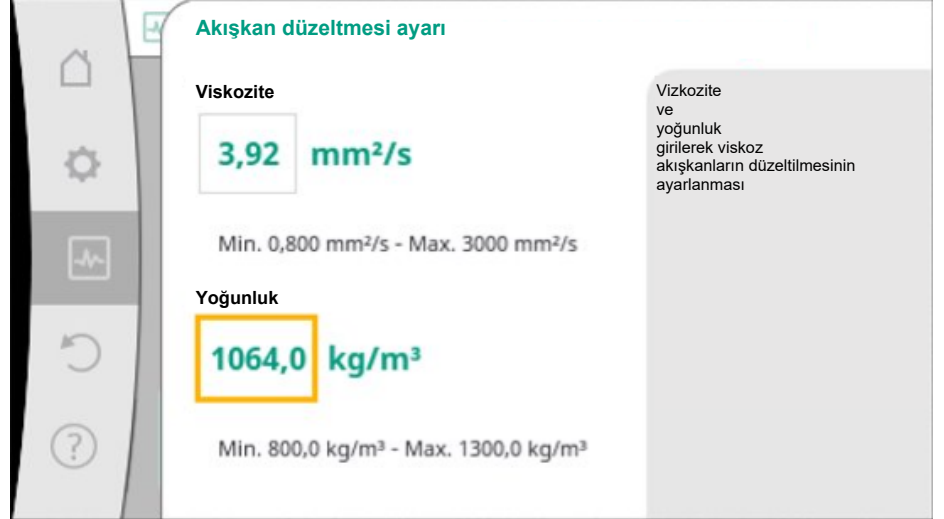 Akışkan düzeltmesi ayarı
Viskozite
3,92 mm²/s
Min. 0,800 mm²/s - Max. 3000 mm²/s
Yoğunluk
1064,0 kg/m³
Min. 800,0 kg/m³ - Max. 1300,0 kg/m³
Vizkozite
ve
yoğunluk
girilerek viskoz
akışkanların düzeltilmesinin
ayarlanması
?